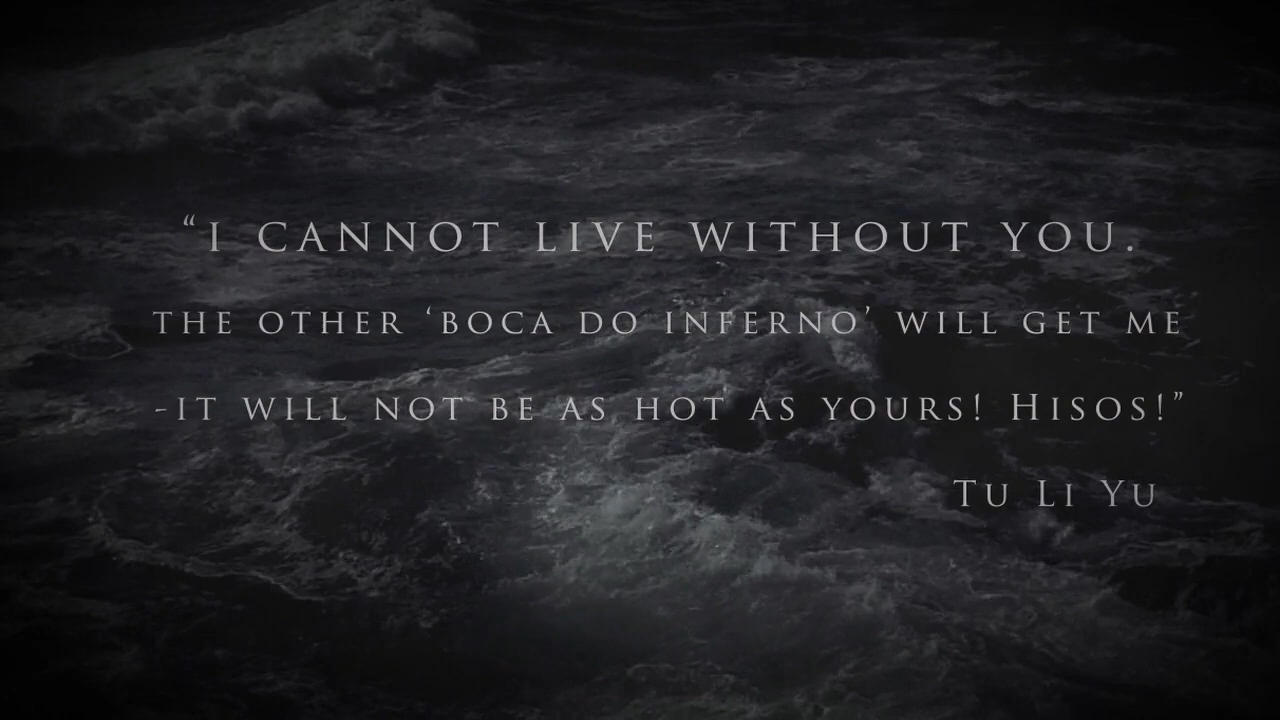 “I CANNOT LIVE WITHOUT YOU.
THE OTHER ‘BOCA DO INFERNO’ WILL GET ME
-IT WILL NOT BE AS HOT AS YOURS! HISOS!”
TU LI YU